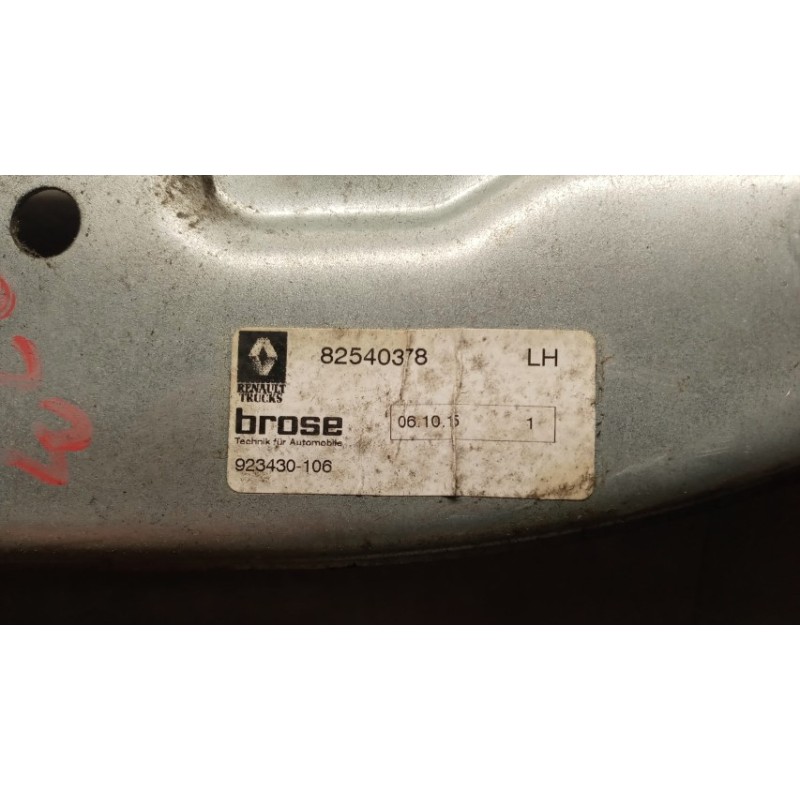 82540378 LH
RENAULT
TRUCKS
brose
Technik für Automobile
06.10.15 1
923430-106